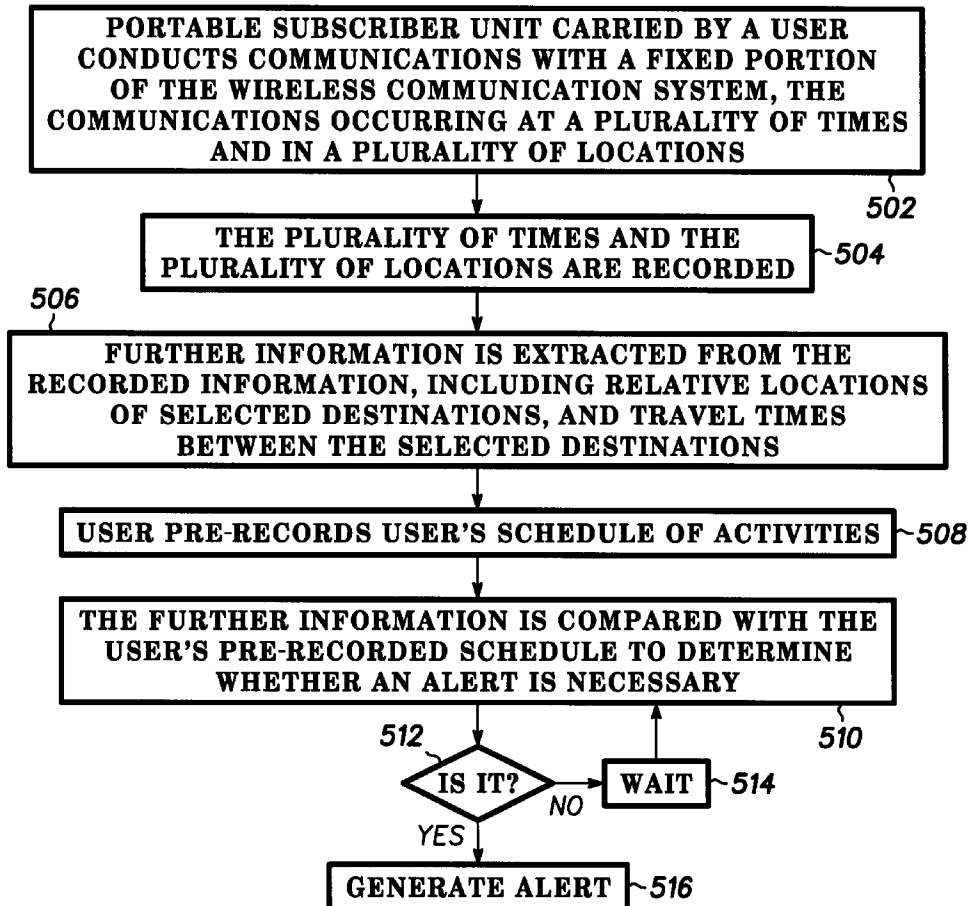 PORTABLE SUBSCRIBER UNIT CARRIED BY A USER
CONDUCTS COMMUNICATIONS WITH A FIXED PORTION
OF THE WIRELESS COMMUNICATION SYSTEM, THE
COMMUNICATIONS OCCURRING AT A PLURALITY OF TIMES
AND IN A PLURALITY OF LOCATIONS
502
THE PLURALITY OF TIMES AND THE
PLURALITY OF LOCATIONS ARE RECORDED
504
506
FURTHER INFORMATION IS EXTRACTED FROM THE
RECORDED INFORMATION, INCLUDING RELATIVE LOCATIONS
OF SELECTED DESTINATIONS, AND TRAVEL TIMES
BETWEEN THE SELECTED DESTINATIONS
USER PRE-RECORDS USER'S SCHEDULE OF ACTIVITIES
508
THE FURTHER INFORMATION IS COMPARED WITH THE
USER'S PRE-RECORDED SCHEDULE TO DETERMINE
WHETHER AN ALERT IS NECESSARY
510
512
IS IT?
NO
WAIT
514
YES
GENERATE ALERT
516